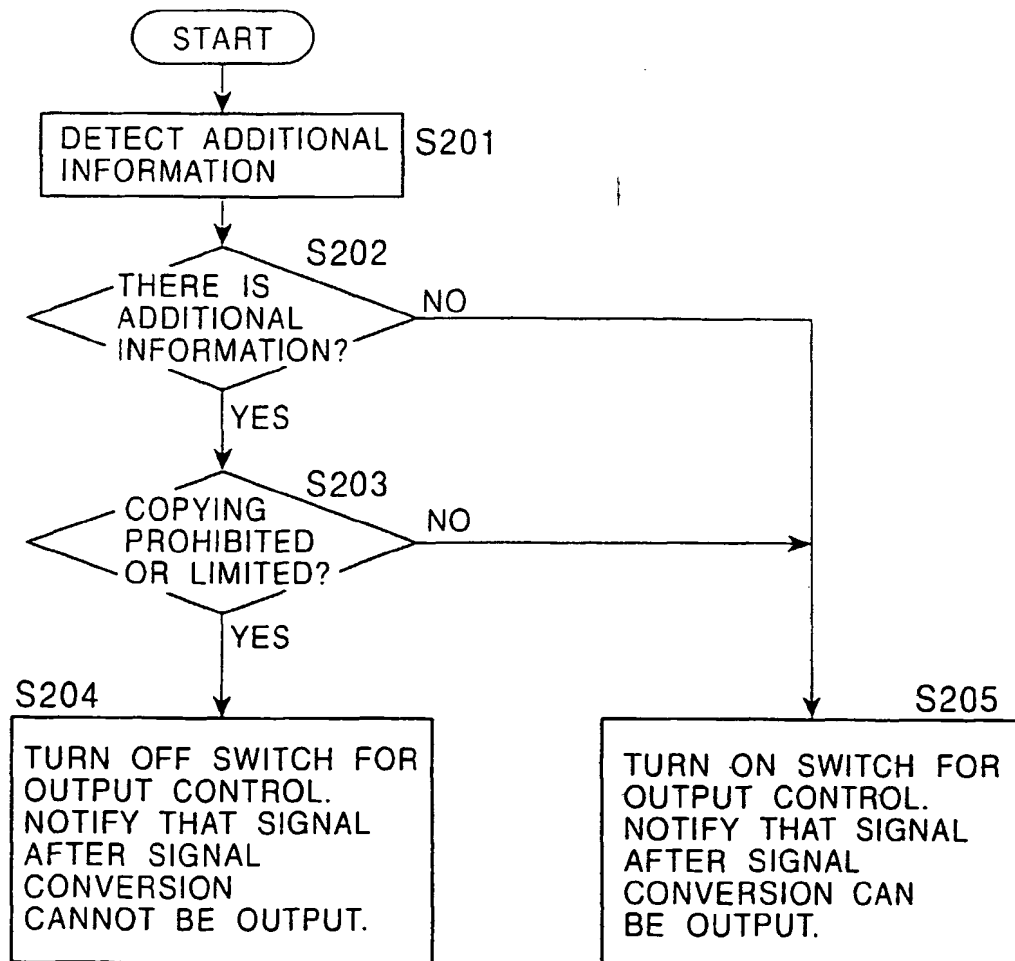 START
DETECT ADDITIONAL
INFORMATION
S201
S202
THERE IS
ADDITIONAL
INFORMATION?
NO
YES
S203
COPYING
PROHIBITED
OR LIMITED?
NO
YES
S204
TURN OFF SWITCH FOR
OUTPUT CONTROL.
NOTIFY THAT SIGNAL
AFTER SIGNAL
CONVERSION
CANNOT BE OUTPUT.
S205
TURN ON SWITCH FOR
OUTPUT CONTROL.
NOTIFY THAT SIGNAL
AFTER SIGNAL
CONVERSION CAN
BE OUTPUT.